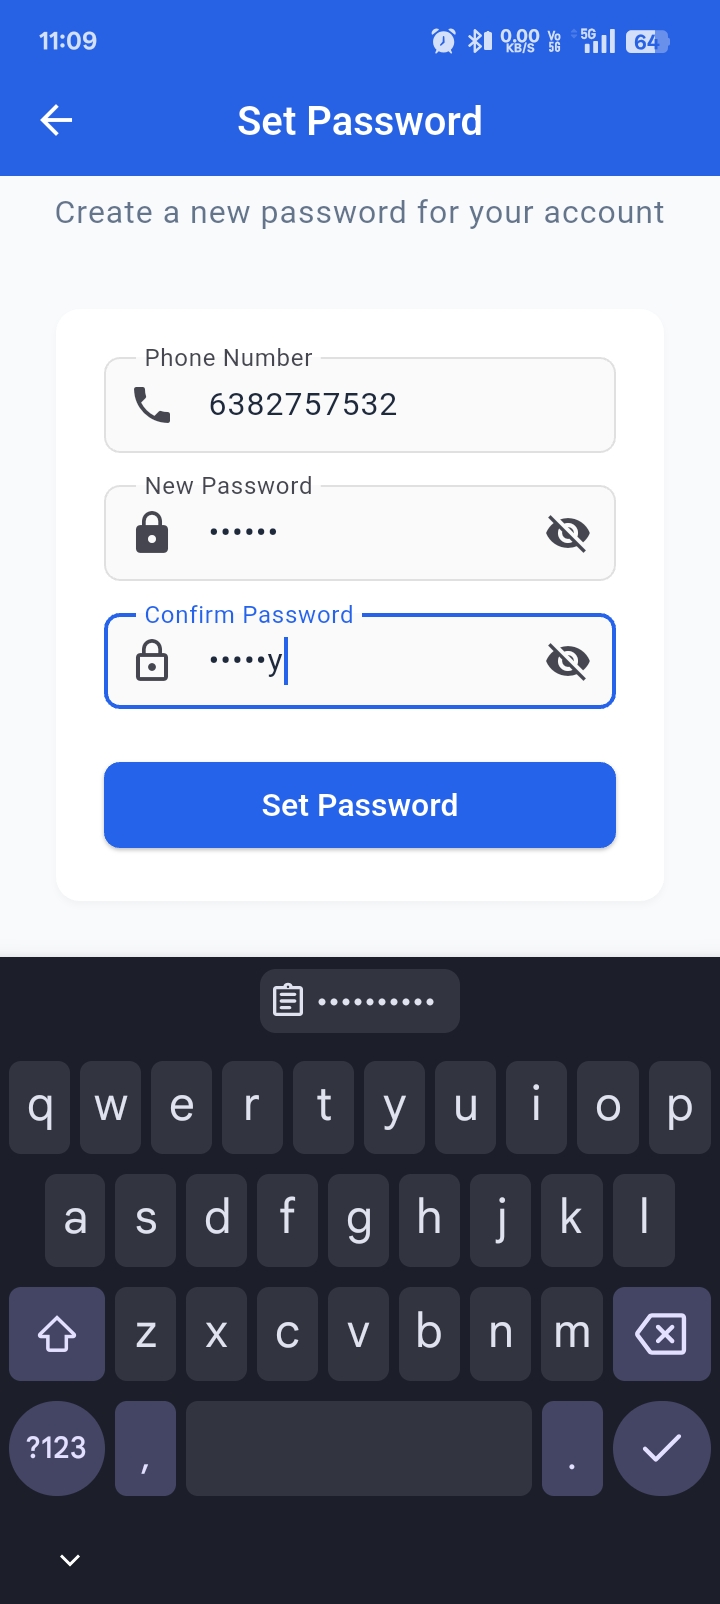 11:09
0.00 KB/S Vo 5G 5G 64
Set Password
Create a new password for your account
Phone Number
6382757532
New Password
••••••
Confirm Password
•••••y
Set Password
••••••••••
q w e r t y u i o p
a s d f g h j k l
z x c v b n m
?123 , .